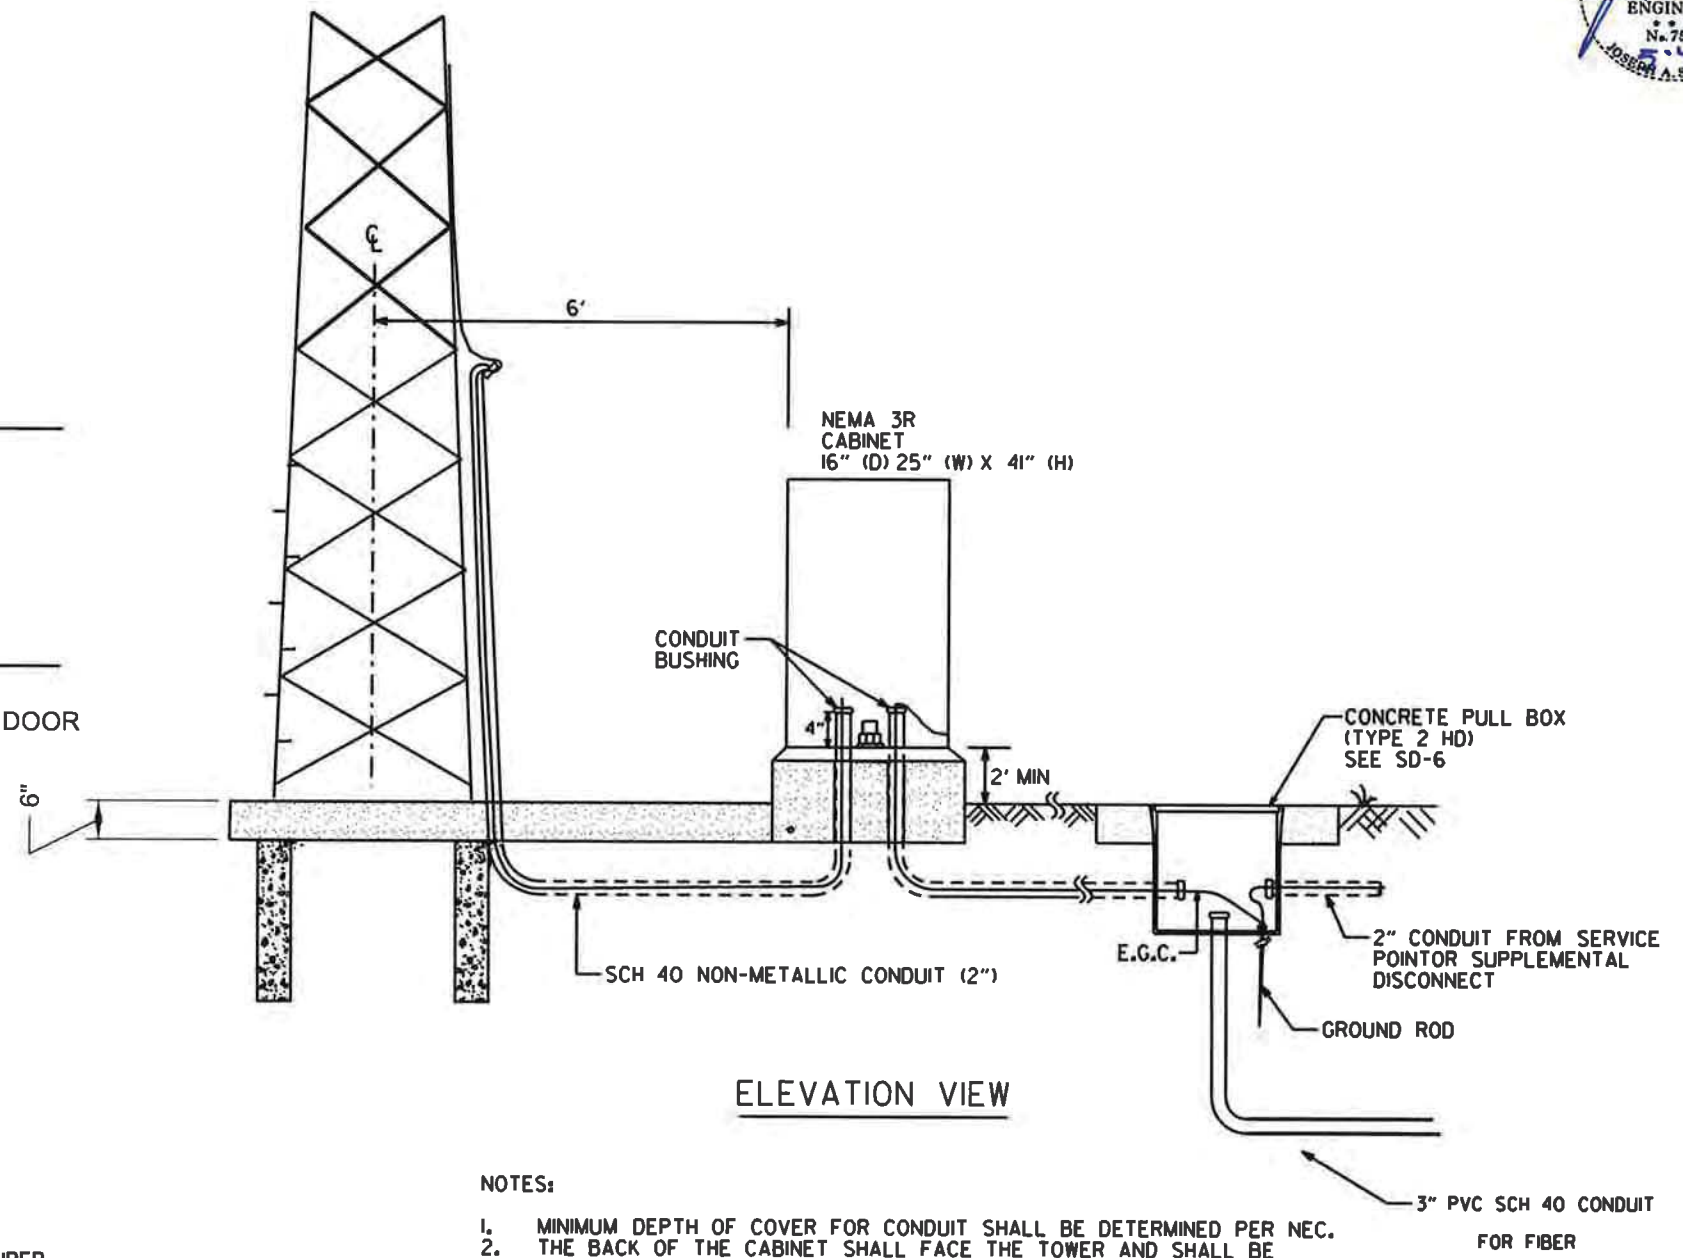 ENGIN
No. 75
JOSEPH A. S
℄
6'
NEMA 3R
CABINET
16" (D) 25" (W) X 41" (H)
CONDUIT
BUSHING
4"
2' MIN
DOOR
6"
CONCRETE PULL BOX
(TYPE 2 HD)
SEE SD-6
E.G.C.
SCH 40 NON-METALLIC CONDUIT (2")
2" CONDUIT FROM SERVICE
POINTOR SUPPLEMENTAL
DISCONNECT
GROUND ROD
ELEVATION VIEW
3" PVC SCH 40 CONDUIT
FOR FIBER
NOTES:
1. MINIMUM DEPTH OF COVER FOR CONDUIT SHALL BE DETERMINED PER NEC.
2. THE BACK OF THE CABINET SHALL FACE THE TOWER AND SHALL BE